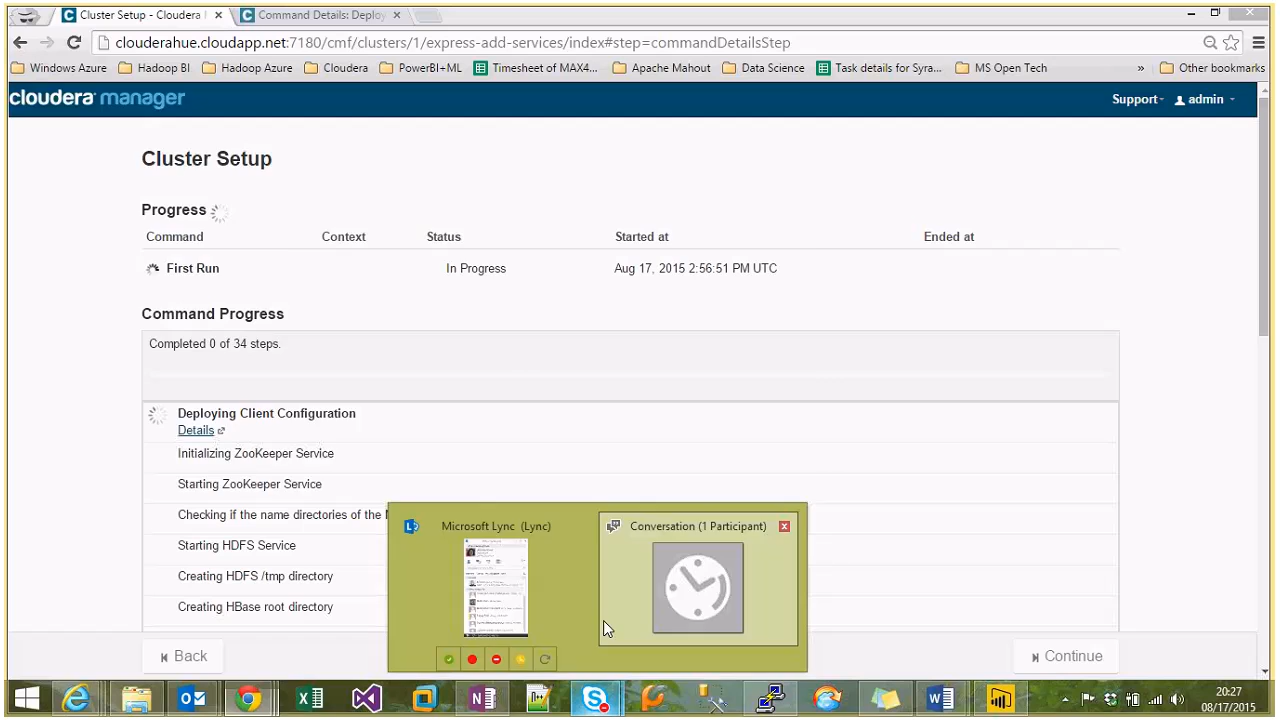 Cluster Setup - Cloudera
Command Details: Deploy
clouderahue.cloudapp.net:7180/cmf/clusters/1/express-add-services/index#step=commandDetailsStep
Windows Azure Hadoop BI Hadoop Azure Cloudera PowerBI+ML Timesheet of MAX4... Apache Maho... Data Science Task details for Syra... MS Open Tech » Other bookmarks
cloudera manager
Support admin
Cluster Setup
Progress
Command Context Status Started at Ended at
First Run In Progress Aug 17, 2015 2:56:51 PM UTC
Command Progress
Completed 0 of 34 steps.
Deploying Client Configuration
Details
Initializing ZooKeeper Service
Starting ZooKeeper Service
Checking if the name directories of the
Starting HDFS Service
Creating HDFS /tmp directory
Creating HBase root directory
Microsoft Lync (Lync)
Conversation (1 Participant)
Back
Continue
20:27
08/17/2015